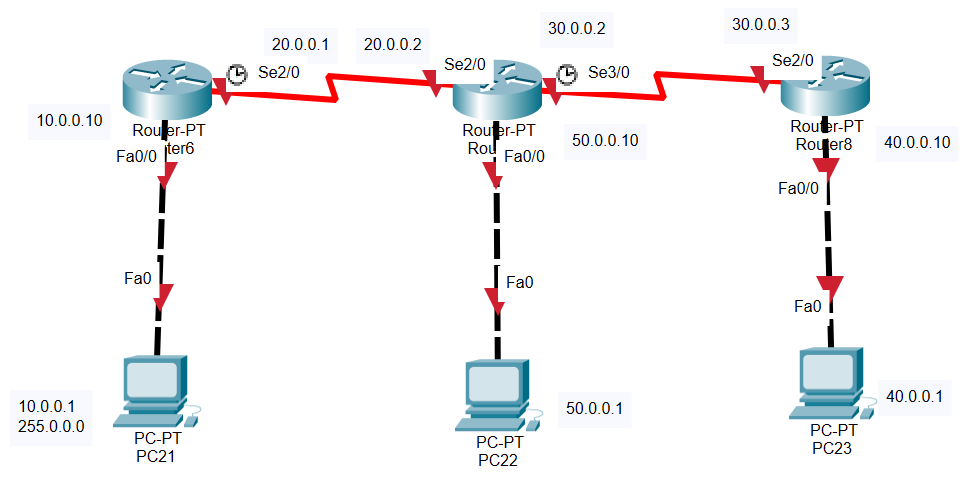 20.0.0.1
20.0.0.2
30.0.0.2
30.0.0.3
Se2/0
Se2/0
Se3/0
Se2/0
10.0.0.10
Router-PT
ter6
Router-PT
Rou
50.0.0.10
Router-PT
Router8
40.0.0.10
Fa0/0
Fa0/0
Fa0/0
Fa0
Fa0
Fa0
10.0.0.1
255.0.0.0
50.0.0.1
40.0.0.1
PC-PT
PC21
PC-PT
PC22
PC-PT
PC23